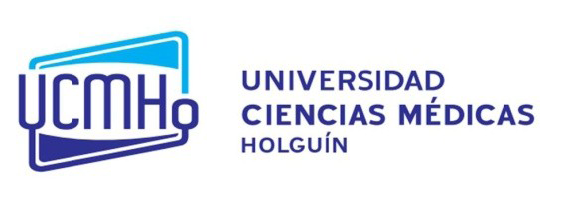 UCMHo
UNIVERSIDAD
CIENCIAS MÉDICAS
HOLGUÍN